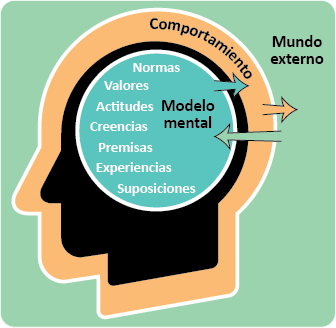 Comportamiento
Mundo
externo
Normas
Valores
Actitudes
Creencias
Premisas
Experiencias
Suposiciones
Modelo
mental